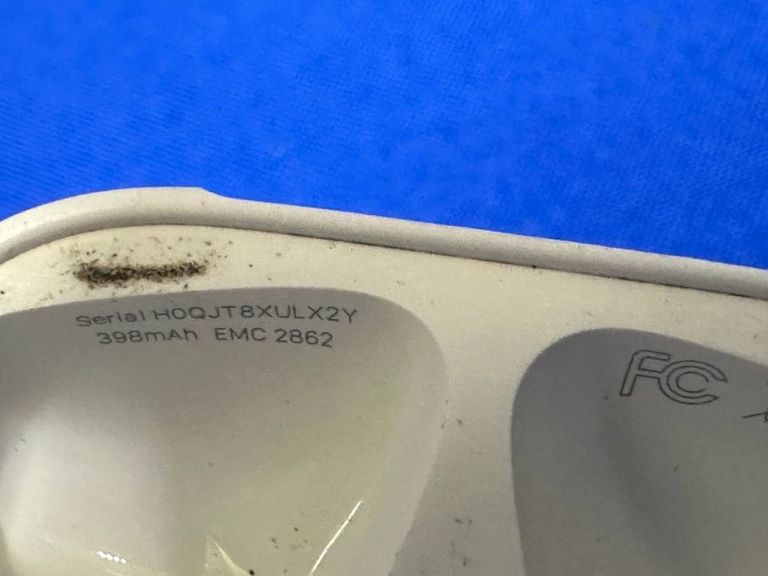 Serial H0QJT8XULX2Y
398mAh EMC 2862
FC